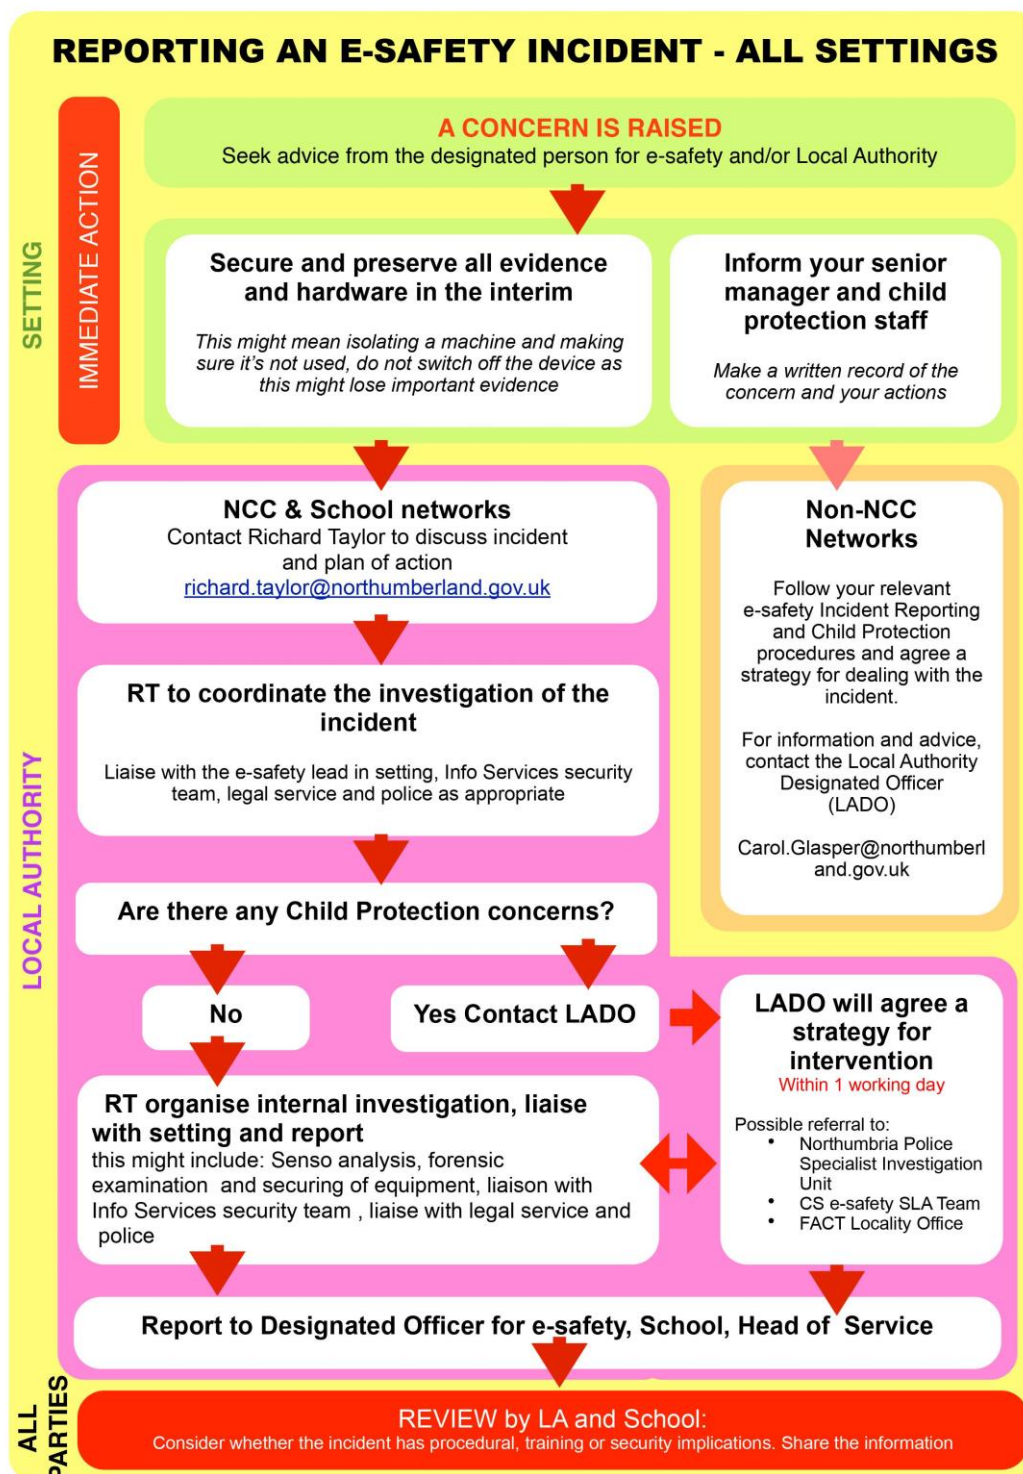 REPORTING AN E-SAFETY INCIDENT - ALL SETTINGS
SETTING
IMMEDIATE ACTION
A CONCERN IS RAISED
Seek advice from the designated person for e-safety and/or Local Authority
Secure and preserve all evidence
and hardware in the interim
This might mean isolating a machine and making
sure it's not used, do not switch off the device as
this might lose important evidence
Inform your senior
manager and child
protection staff
Make a written record of the
concern and your actions
LOCAL AUTHORITY
NCC & School networks
Contact Richard Taylor to discuss incident
and plan of action
richard.taylor@northumberland.gov.uk
Non-NCC
Networks
Follow your relevant
e-safety Incident Reporting
and Child Protection
procedures and agree a
strategy for dealing with the
incident.
For information and advice,
contact the Local Authority
Designated Officer
(LADO)
Carol.Glasper@northumberl
and.gov.uk
RT to coordinate the investigation of the
incident
Liaise with the e-safety lead in setting, Info Services security
team, legal service and police as appropriate
Are there any Child Protection concerns?
No
Yes Contact LADO
LADO will agree a
strategy for
intervention
Within 1 working day
Possible referral to:
• Northumbria Police
Specialist Investigation
Unit
• CS e-safety SLA Team
• FACT Locality Office
RT organise internal investigation, liaise
with setting and report
this might include: Senso analysis, forensic
examination and securing of equipment, liaison with
Info Services security team , liaise with legal service and
police
Report to Designated Officer for e-safety, School, Head of Service
ALL
PARTIES
REVIEW by LA and School:
Consider whether the incident has procedural, training or security implications. Share the information